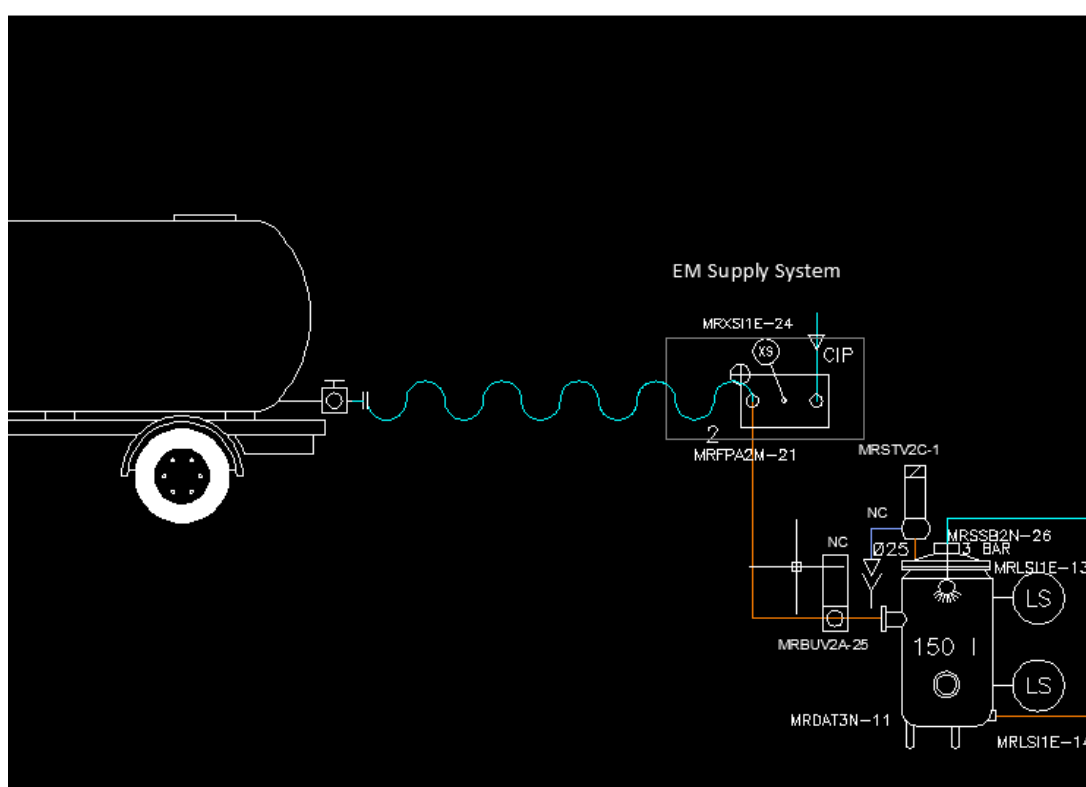 EM Supply System
MRXSI1E-24
XS
CIP
2
MRFPA2M-21
MRSTV2C-1
NC
MRSSB2N-26
Ø25
3 BAR
NC
MRLSI1E-13
LS
MRBUV2A-25
150 l
LS
MRDAT3N-11
MRLSI1E-14